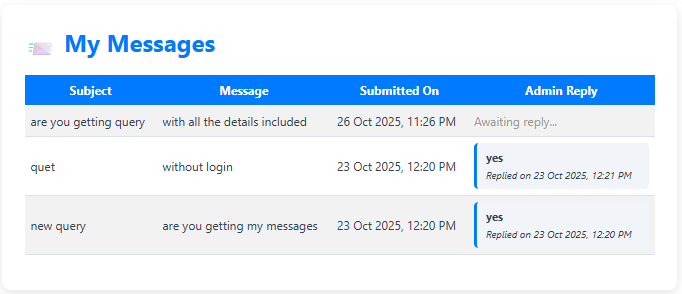 My Messages
Subject Message Submitted On Admin Reply
are you getting query with all the details included 26 Oct 2025, 11:26 PM Awaiting reply...
quet without login 23 Oct 2025, 12:20 PM yes
Replied on 23 Oct 2025, 12:21 PM
new query are you getting my messages 23 Oct 2025, 12:20 PM yes
Replied on 23 Oct 2025, 12:20 PM